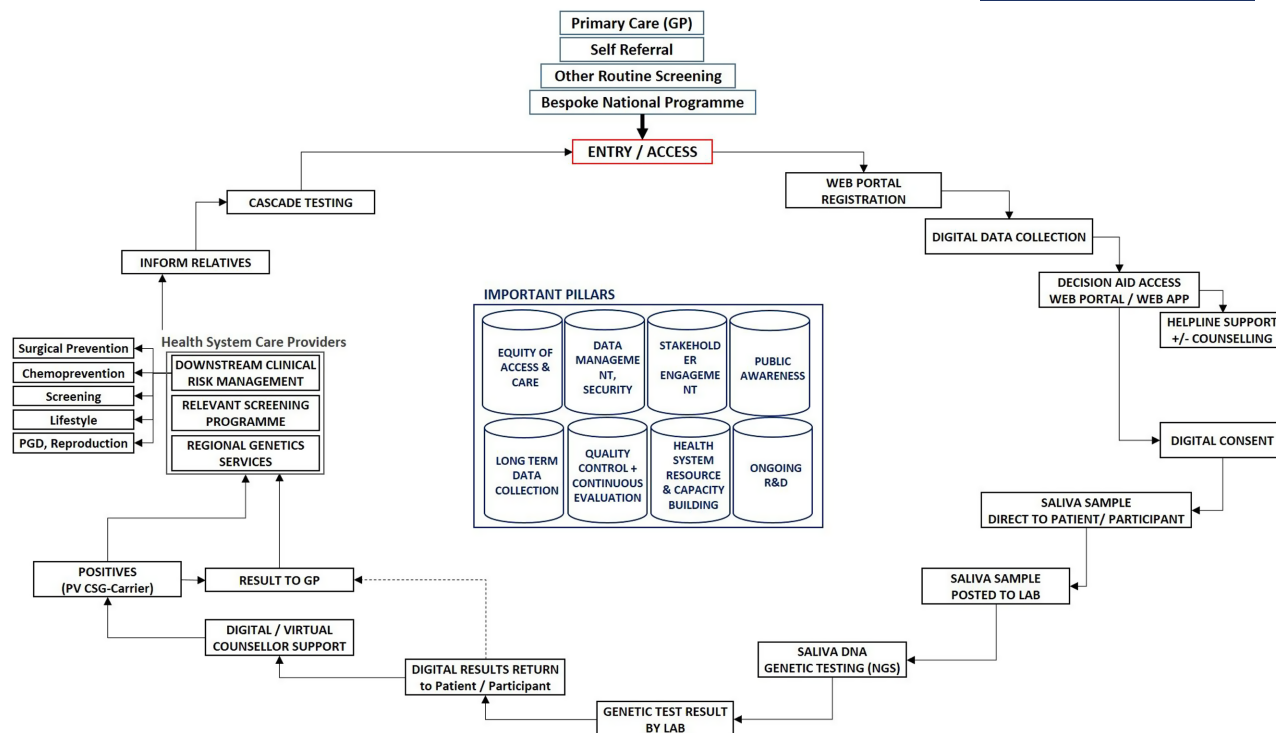 Primary Care (GP)
Self Referral
Other Routine Screening
Bespoke National Programme
ENTRY / ACCESS
WEB PORTAL
REGISTRATION
DIGITAL DATA COLLECTION
DECISION AID ACCESS
WEB PORTAL / WEB APP
HELPLINE SUPPORT
+/- COUNSELLING
DIGITAL CONSENT
SALIVA SAMPLE
DIRECT TO PATIENT/ PARTICIPANT
SALIVA SAMPLE
POSTED TO LAB
SALIVA DNA
GENETIC TESTING (NGS)
GENETIC TEST RESULT
BY LAB
DIGITAL RESULTS RETURN
to Patient / Participant
DIGITAL / VIRTUAL
COUNSELLOR SUPPORT
POSITIVES
(PV CSG-Carrier)
RESULT TO GP
Health System Care Providers
DOWNSTREAM CLINICAL
RISK MANAGEMENT
RELEVANT SCREENING
PROGRAMME
REGIONAL GENETICS
SERVICES
Surgical Prevention
Chemoprevention
Screening
Lifestyle
PGD, Reproduction
INFORM RELATIVES
CASCADE TESTING
IMPORTANT PILLARS
EQUITY OF
ACCESS &
CARE
DATA
MANAGEME
NT,
SECURITY
STAKEHOLD
ER
ENGAGEME
NT
PUBLIC
AWARENESS
LONG TERM
DATA
COLLECTION
QUALITY
CONTROL +
CONTINUOUS
EVALUATION
HEALTH
SYSTEM
RESOURCE
& CAPACITY
BUILDING
ONGOING
R&D